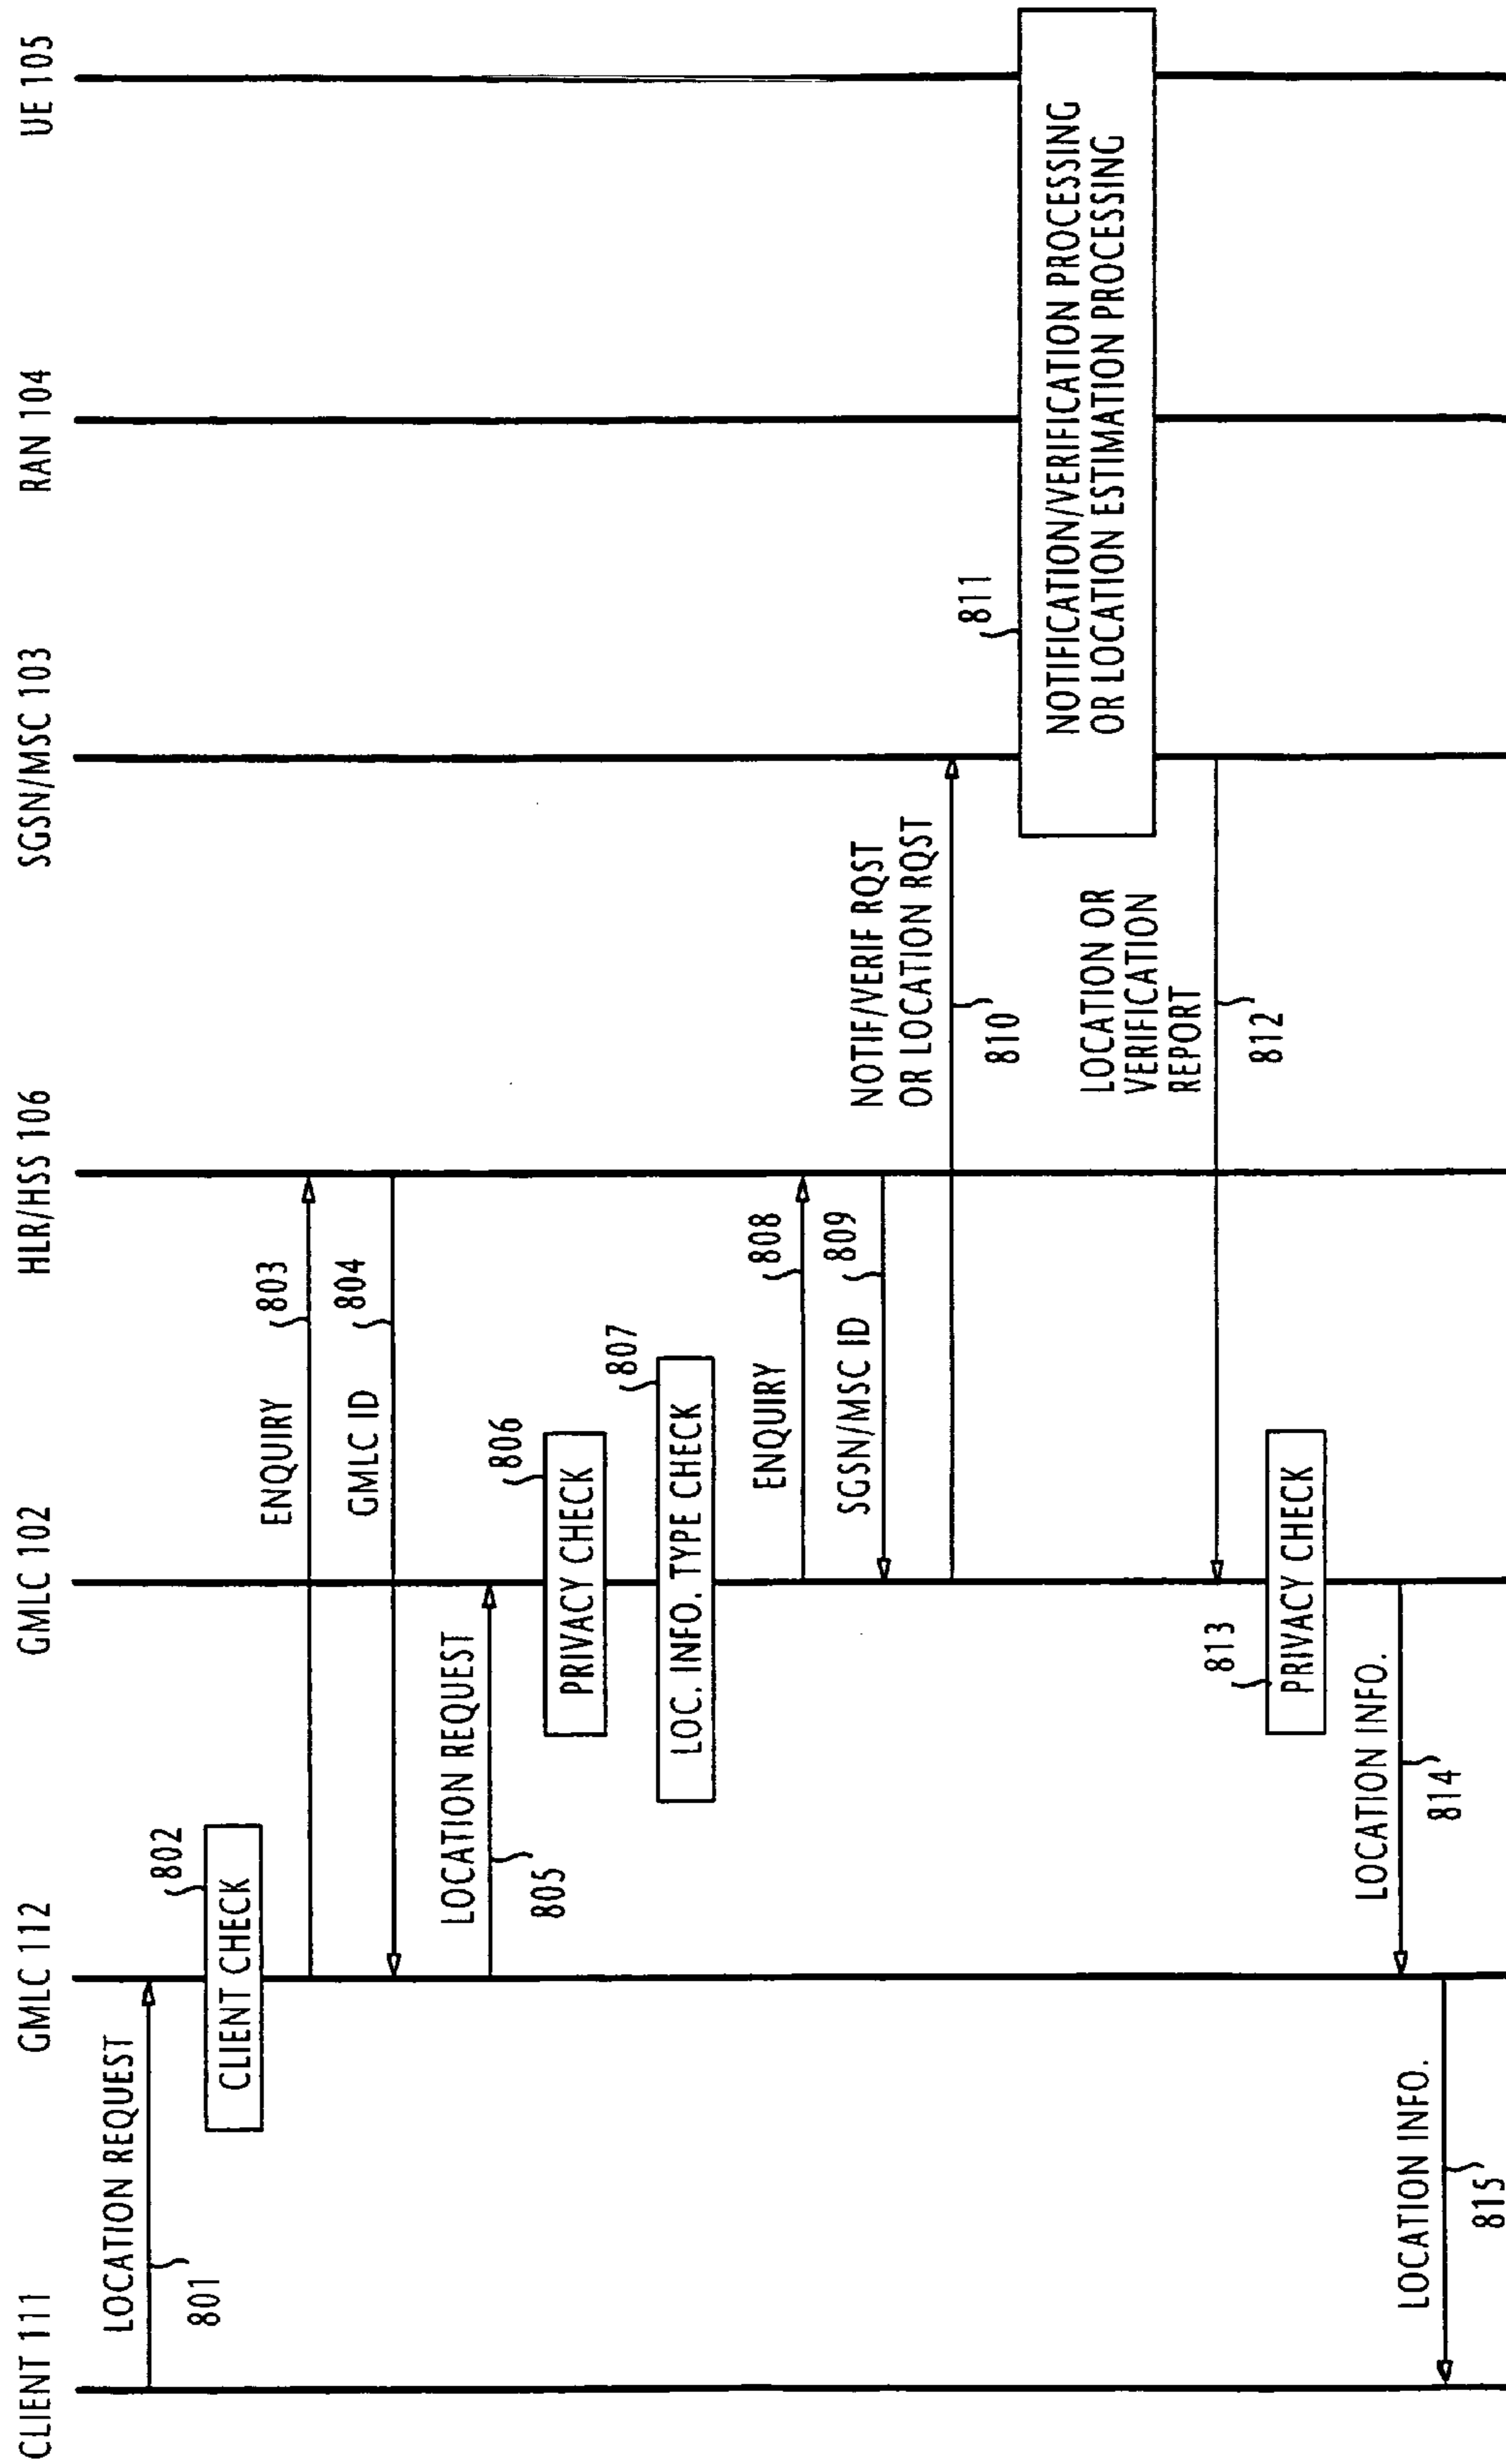 CLIENT 111
GMLC 112
GMLC 102
HLR/HSS 106
SGSN/MSC 103
RAN 104
UE 105
LOCATION REQUEST
801
802
CLIENT CHECK
ENQUIRY
803
GMLC ID
804
LOCATION REQUEST
805
806
PRIVACY CHECK
807
LOC. INFO. TYPE CHECK
ENQUIRY
808
SGSN/MSC ID
809
NOTIF/VERIF RQST
OR LOCATION RQST
810
811
NOTIFICATION/VERIFICATION PROCESSING
OR LOCATION ESTIMATION PROCESSING
LOCATION OR
VERIFICATION
REPORT
812
813
PRIVACY CHECK
LOCATION INFO.
814
LOCATION INFO.
815